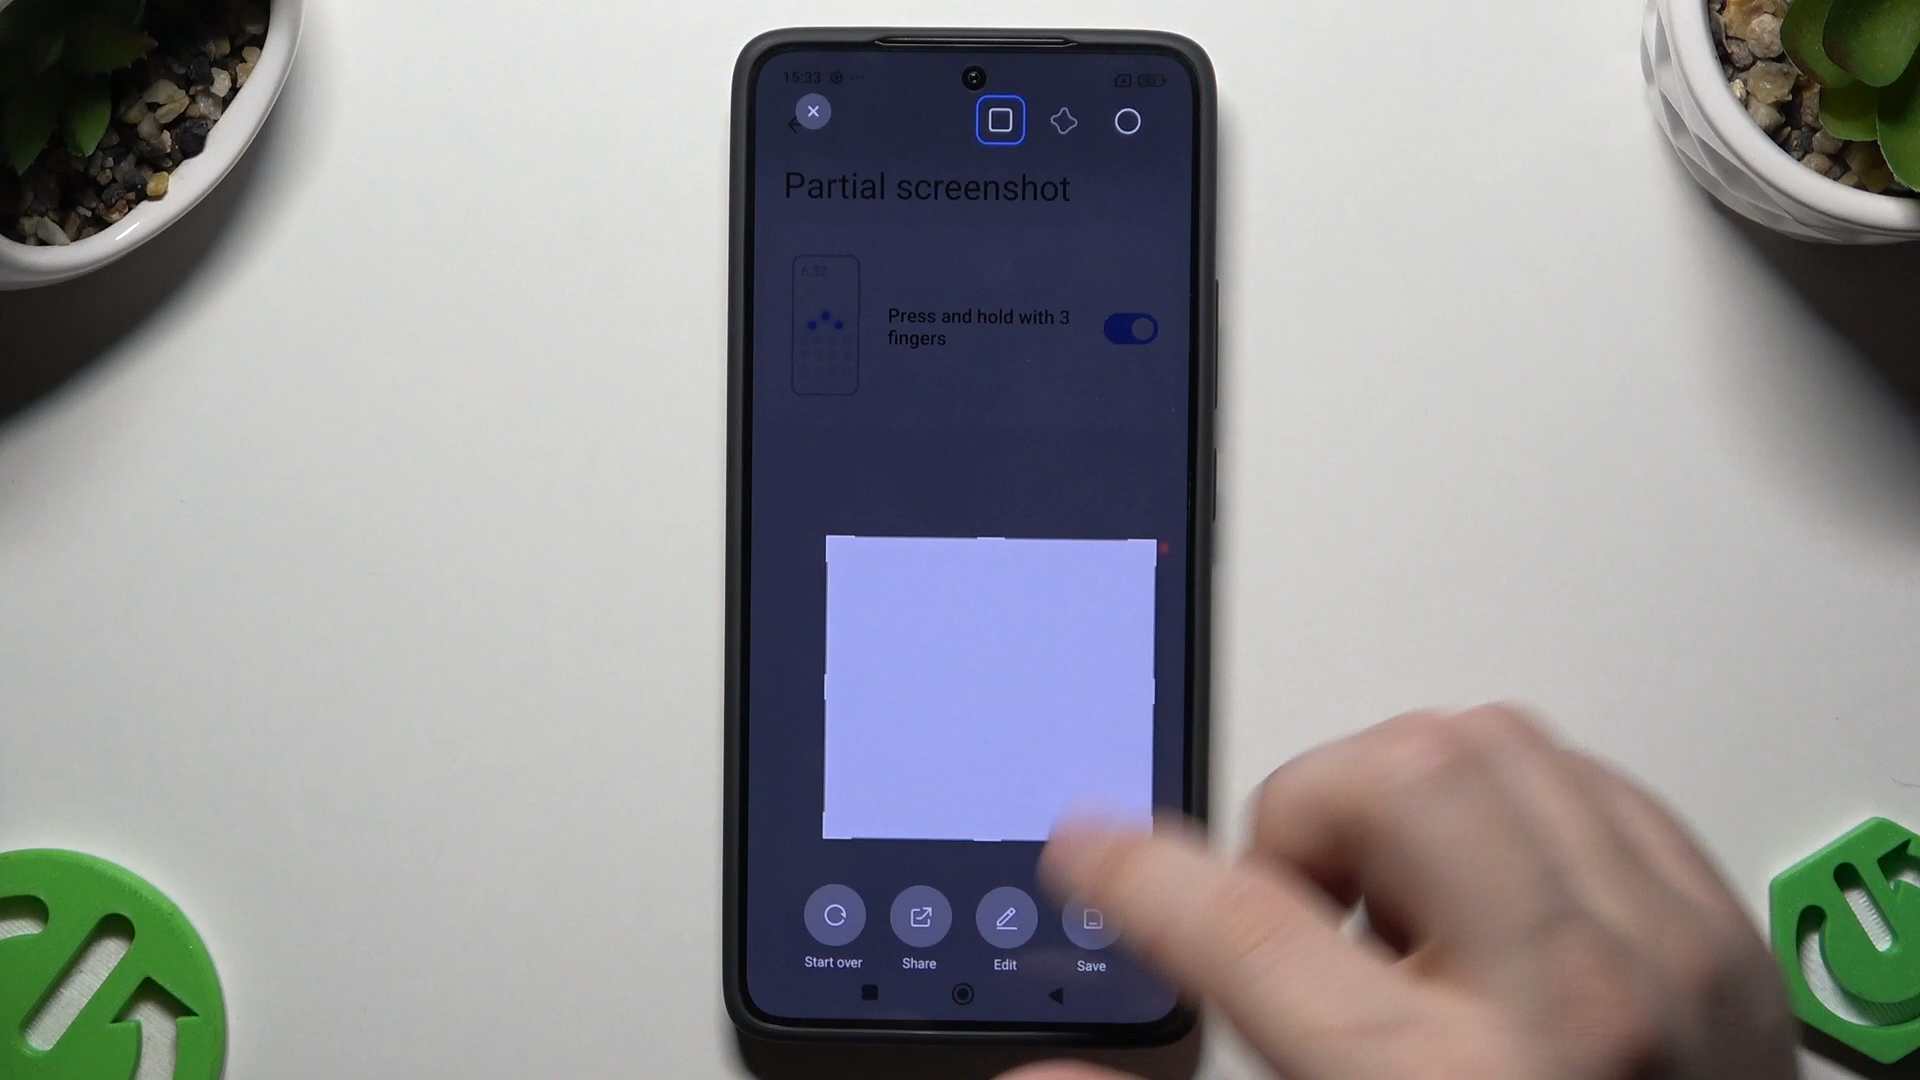 15:33
Partial screenshot
6:32
Press and hold with 3
fingers
Start over
Share
Edit
Save